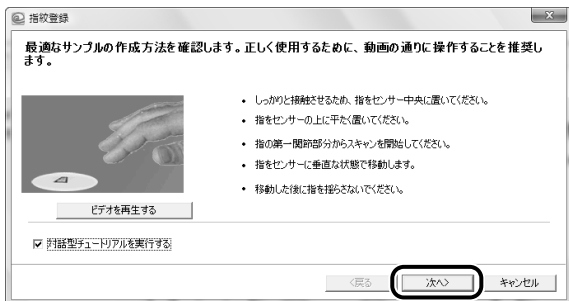 指紋登録
最適なサンプルの作成方法を確認します。正しく使用するために、動画の通りに操作することを推奨し
ます。
• しっかりと接触させるため、指をセンサー中央に置いてください。
• 指をセンサーの上に平たく置いてください。
• 指の第一関節部分からスキャンを開始してください。
• 指をセンサーに垂直な状態で移動します。
• 移動した後に指を揺らさないでください。
ビデオを再生する
対話型チュートリアルを実行する
<戻る
次へ>
キャンセル